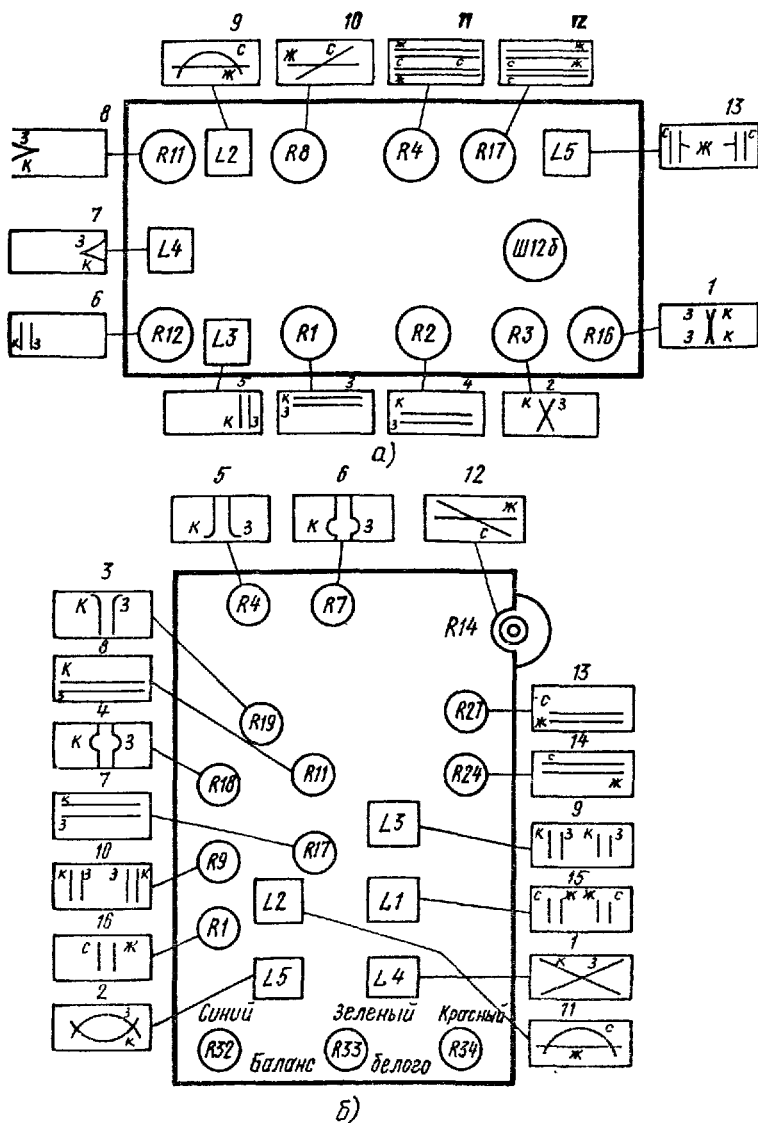 9 10 11 12
С Ж
Ж С
Ж С С Ж
Ж С Ж С
8 13
З К
R11 L2 R8 R4 R17 L5
С Ж С
7
З К
L4 Ш12б
6 1
К З
R12 L3 R1 R2 R3 R16
З К
З К
5 3 4 2
К З
К З
К З
К З
а)
5 6 12
К З
К З
Ж С
3
К З
R4 R7 R14
8 13
К З
С Ж
R19 R27
4 14
К З
С Ж
R18 R11 R24
7 9
К З
К З К З
L3
10 R9 R17 15
К З З К
L2 L1
С Ж Ж С
16 R1 1
С Ж
К З
2 L5 L4
З К
11
С Ж
Синий Зеленый Красный
R32 R33 R34
Баланс белого
б)